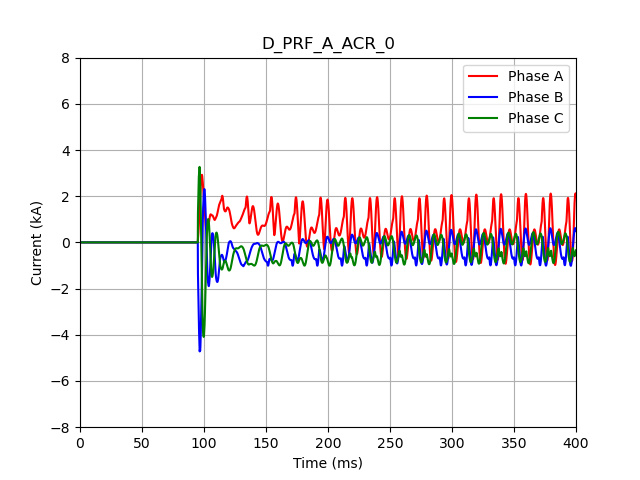 D_PRF_A_ACR_0
8
6
4
2
0
−2
−4
−6
−8
Current (kA)
Phase A
Phase B
Phase C
0 50 100 150 200 250 300 350 400
Time (ms)